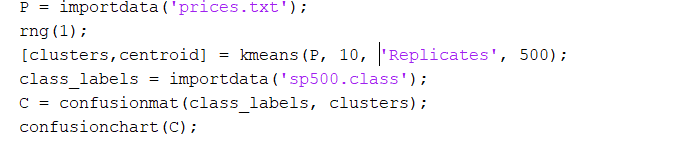 P = importdata('prices.txt');
rng(1);
[clusters,centroid] = kmeans(P, 10, 'Replicates', 500);
class_labels = importdata('sp500.class');
C = confusionmat(class_labels, clusters);
confusionchart(C);